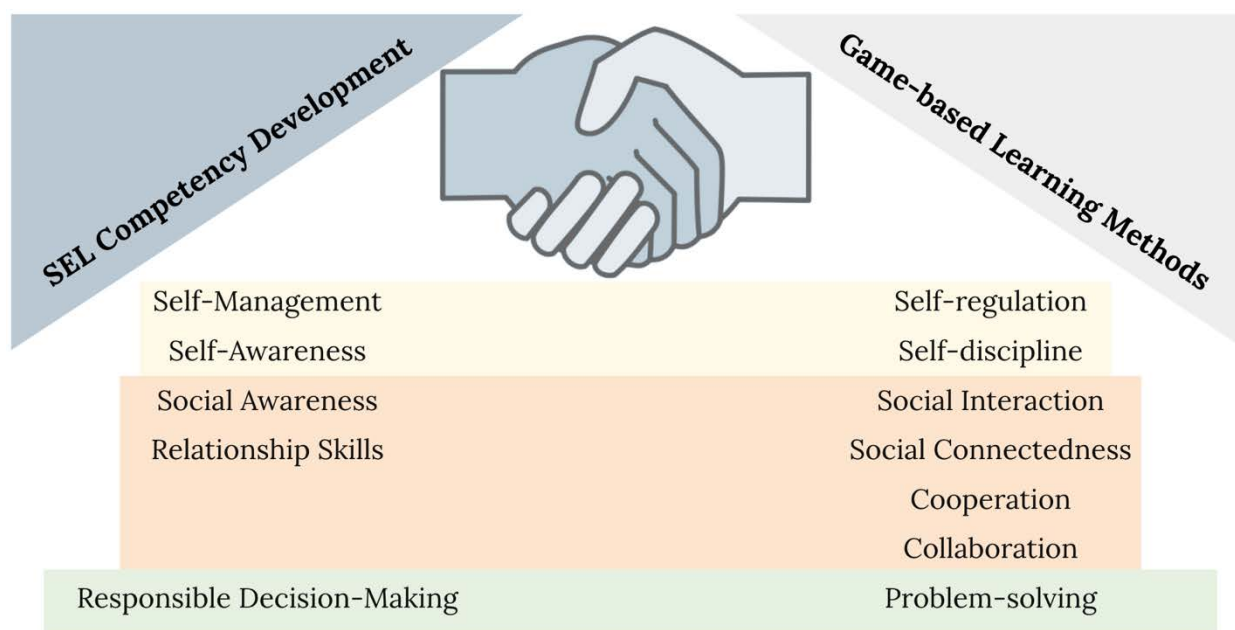 SEL Competency Development
Game-based Learning Methods
Self-Management
Self-regulation
Self-Awareness
Self-discipline
Social Awareness
Social Interaction
Relationship Skills
Social Connectedness
Cooperation
Collaboration
Responsible Decision-Making
Problem-solving